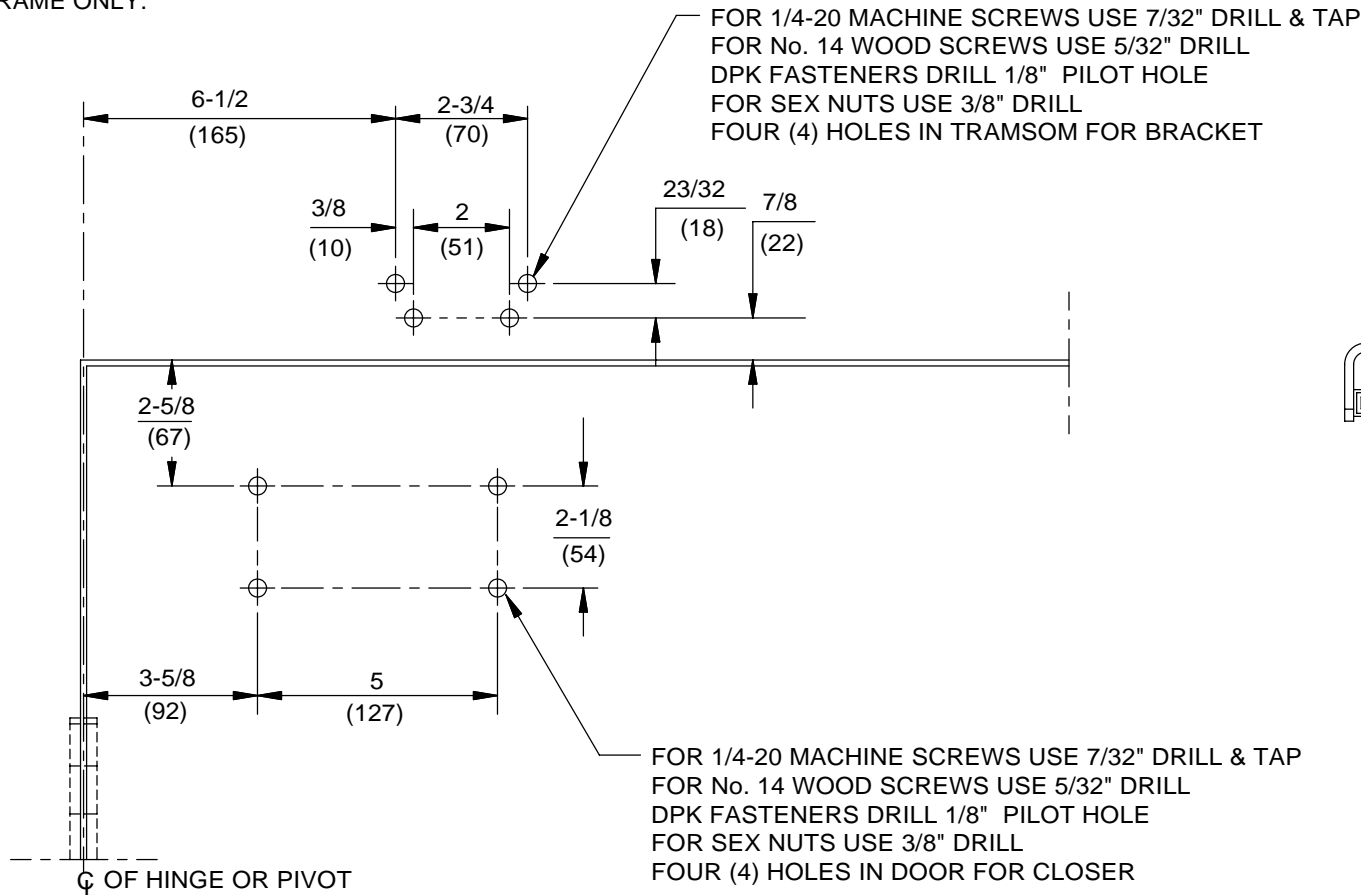 RAME ONLY.
FOR 1/4-20 MACHINE SCREWS USE 7/32" DRILL & TAP
FOR No. 14 WOOD SCREWS USE 5/32" DRILL
DPK FASTENERS DRILL 1/8" PILOT HOLE
FOR SEX NUTS USE 3/8" DRILL
FOUR (4) HOLES IN TRAMSOM FOR BRACKET
6-1/2
(165)
2-3/4
(70)
3/8
(10)
2
(51)
23/32
(18)
7/8
(22)
2-5/8
(67)
2-1/8
(54)
3-5/8
(92)
5
(127)
FOR 1/4-20 MACHINE SCREWS USE 7/32" DRILL & TAP
FOR No. 14 WOOD SCREWS USE 5/32" DRILL
DPK FASTENERS DRILL 1/8" PILOT HOLE
FOR SEX NUTS USE 3/8" DRILL
FOUR (4) HOLES IN DOOR FOR CLOSER
℄ OF HINGE OR PIVOT